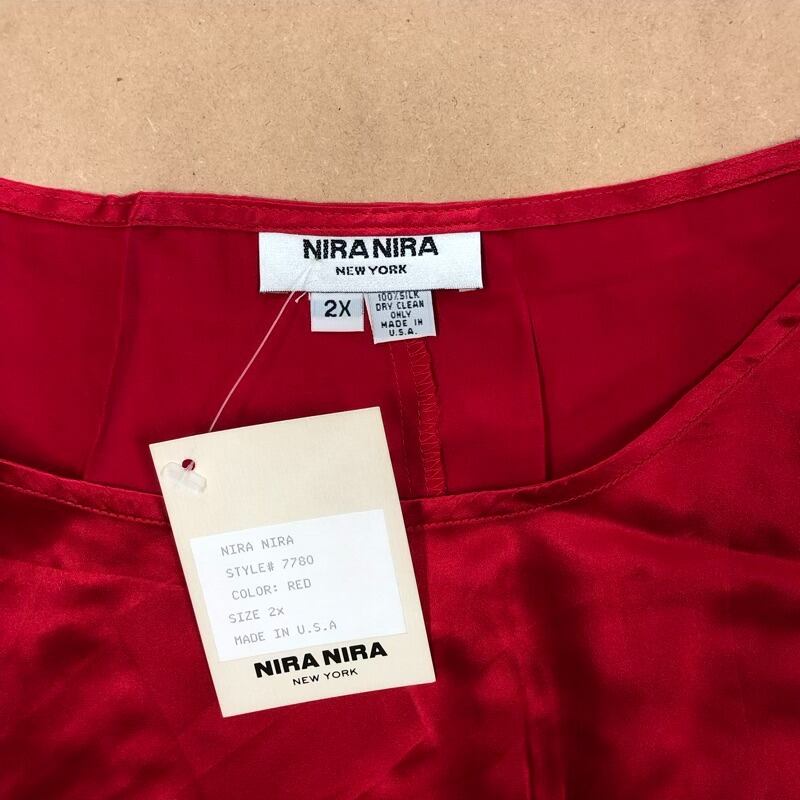 NIRA NIRA
NEW YORK
2X
100% SILK
DRY CLEAN
ONLY
MADE IN
U.S.A.
NIRA NIRA
STYLE# 7780
COLOR: RED
SIZE 2x
MADE IN U.S.A
NIRA NIRA
NEW YORK